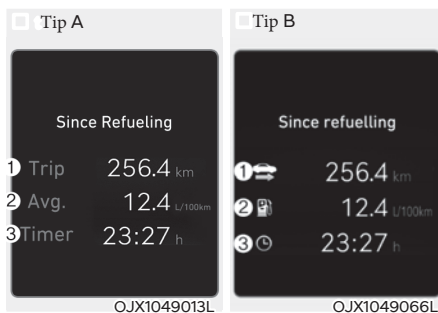 Tip A
Since Refueling
1 Trip 256.4 km
2 Avg. 12.4 L/100km
3 Timer 23:27 h
OJX1049013L
Tip B
Since refuelling
1 256.4 km
2 12.4 L/100km
3 23:27 h
OJX1049066L